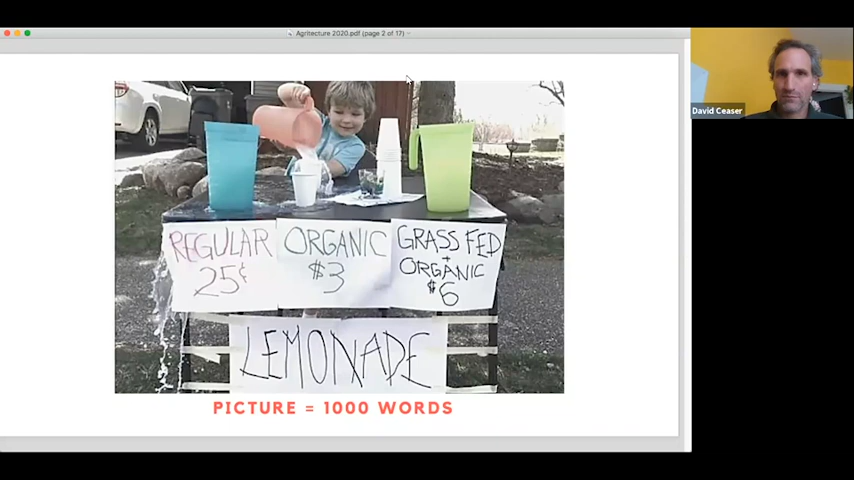 Agritecture 2020.pdf (page 2 of 17)
David Ceaser
REGULAR
25¢
ORGANIC
$3
GRASS FED
+
ORGANIC
$6
LEMONADE
PICTURE = 1000 WORDS